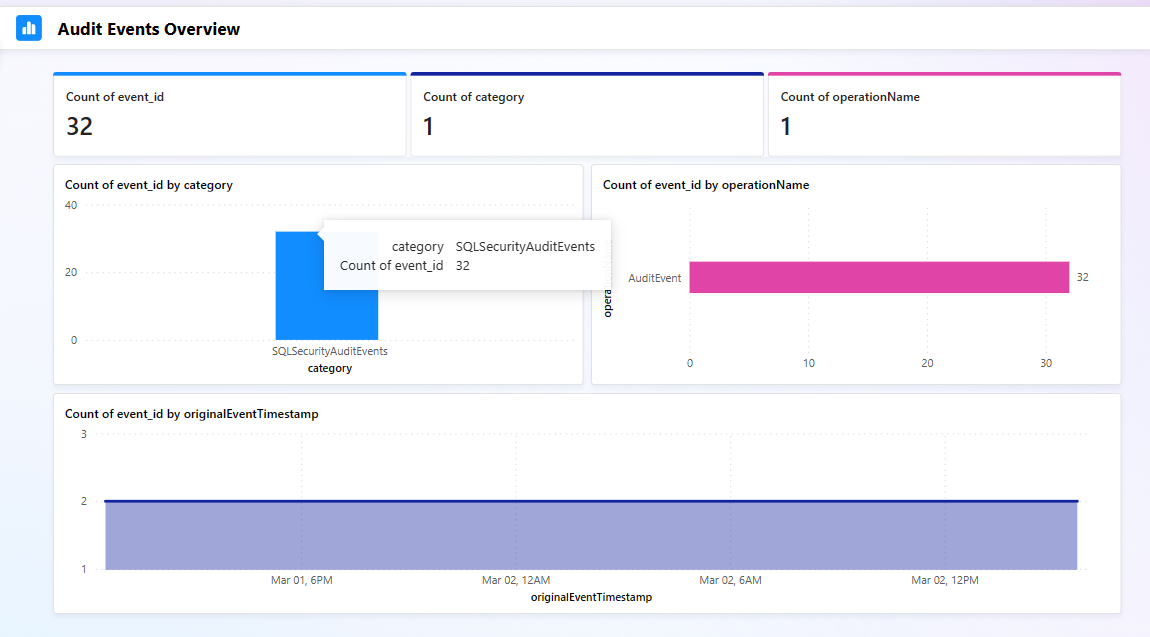 Audit Events Overview
Count of event_id
32
Count of category
1
Count of operationName
1
Count of event_id by category
40
20
0
SQLSecurityAuditEvents
category
category SQLSecurityAuditEvents
Count of event_id 32
Count of event_id by operationName
opera
AuditEvent
32
0 10 20 30
Count of event_id by originalEventTimestamp
3
2
1
Mar 01, 6PM Mar 02, 12AM Mar 02, 6AM Mar 02, 12PM
originalEventTimestamp